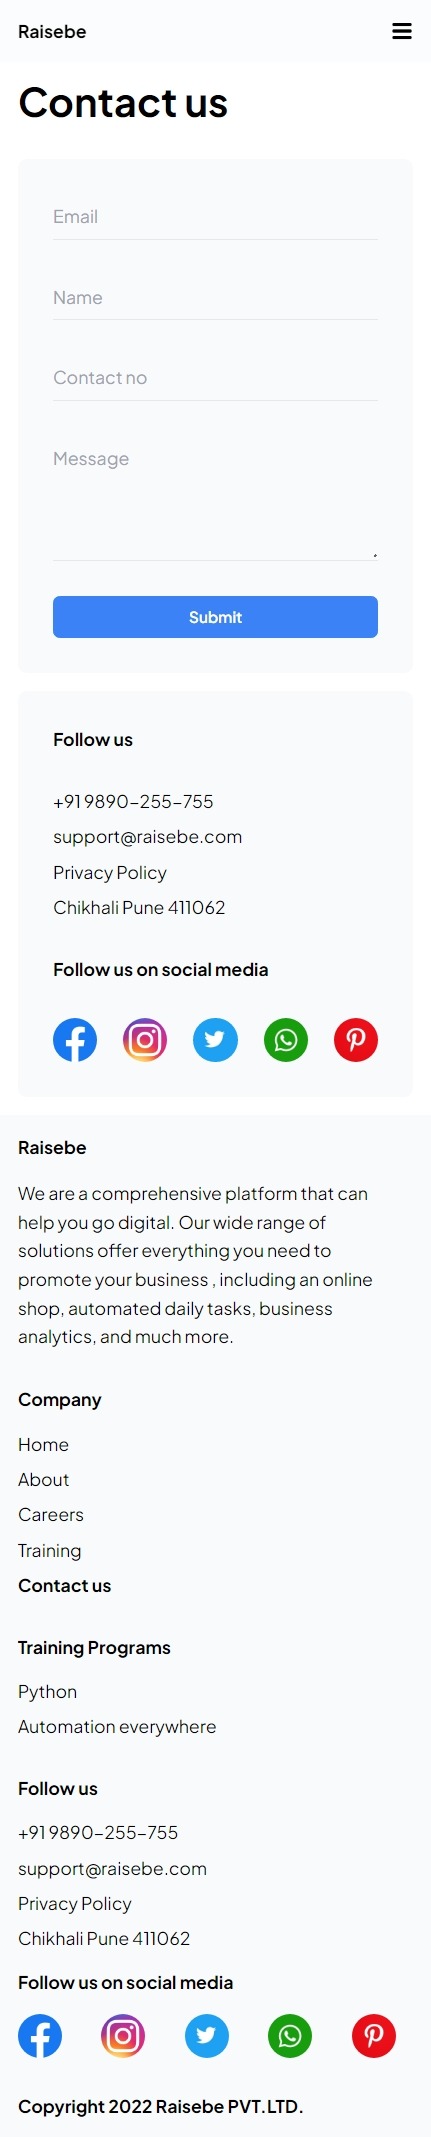 Raisebe
Contact us
Email
Name
Contact no
Message
Submit
Follow us
+91 9890-255-755
support@raisebe.com
Privacy Policy
Chikhali Pune 411062
Follow us on social media
Raisebe
We are a comprehensive platform that can
help you go digital. Our wide range of
solutions offer everything you need to
promote your business , including an online
shop, automated daily tasks, business
analytics, and much more.
Company
Home
About
Careers
Training
Contact us
Training Programs
Python
Automation everywhere
Follow us
+91 9890-255-755
support@raisebe.com
Privacy Policy
Chikhali Pune 411062
Follow us on social media
Copyright 2022 Raisebe PVT.LTD.